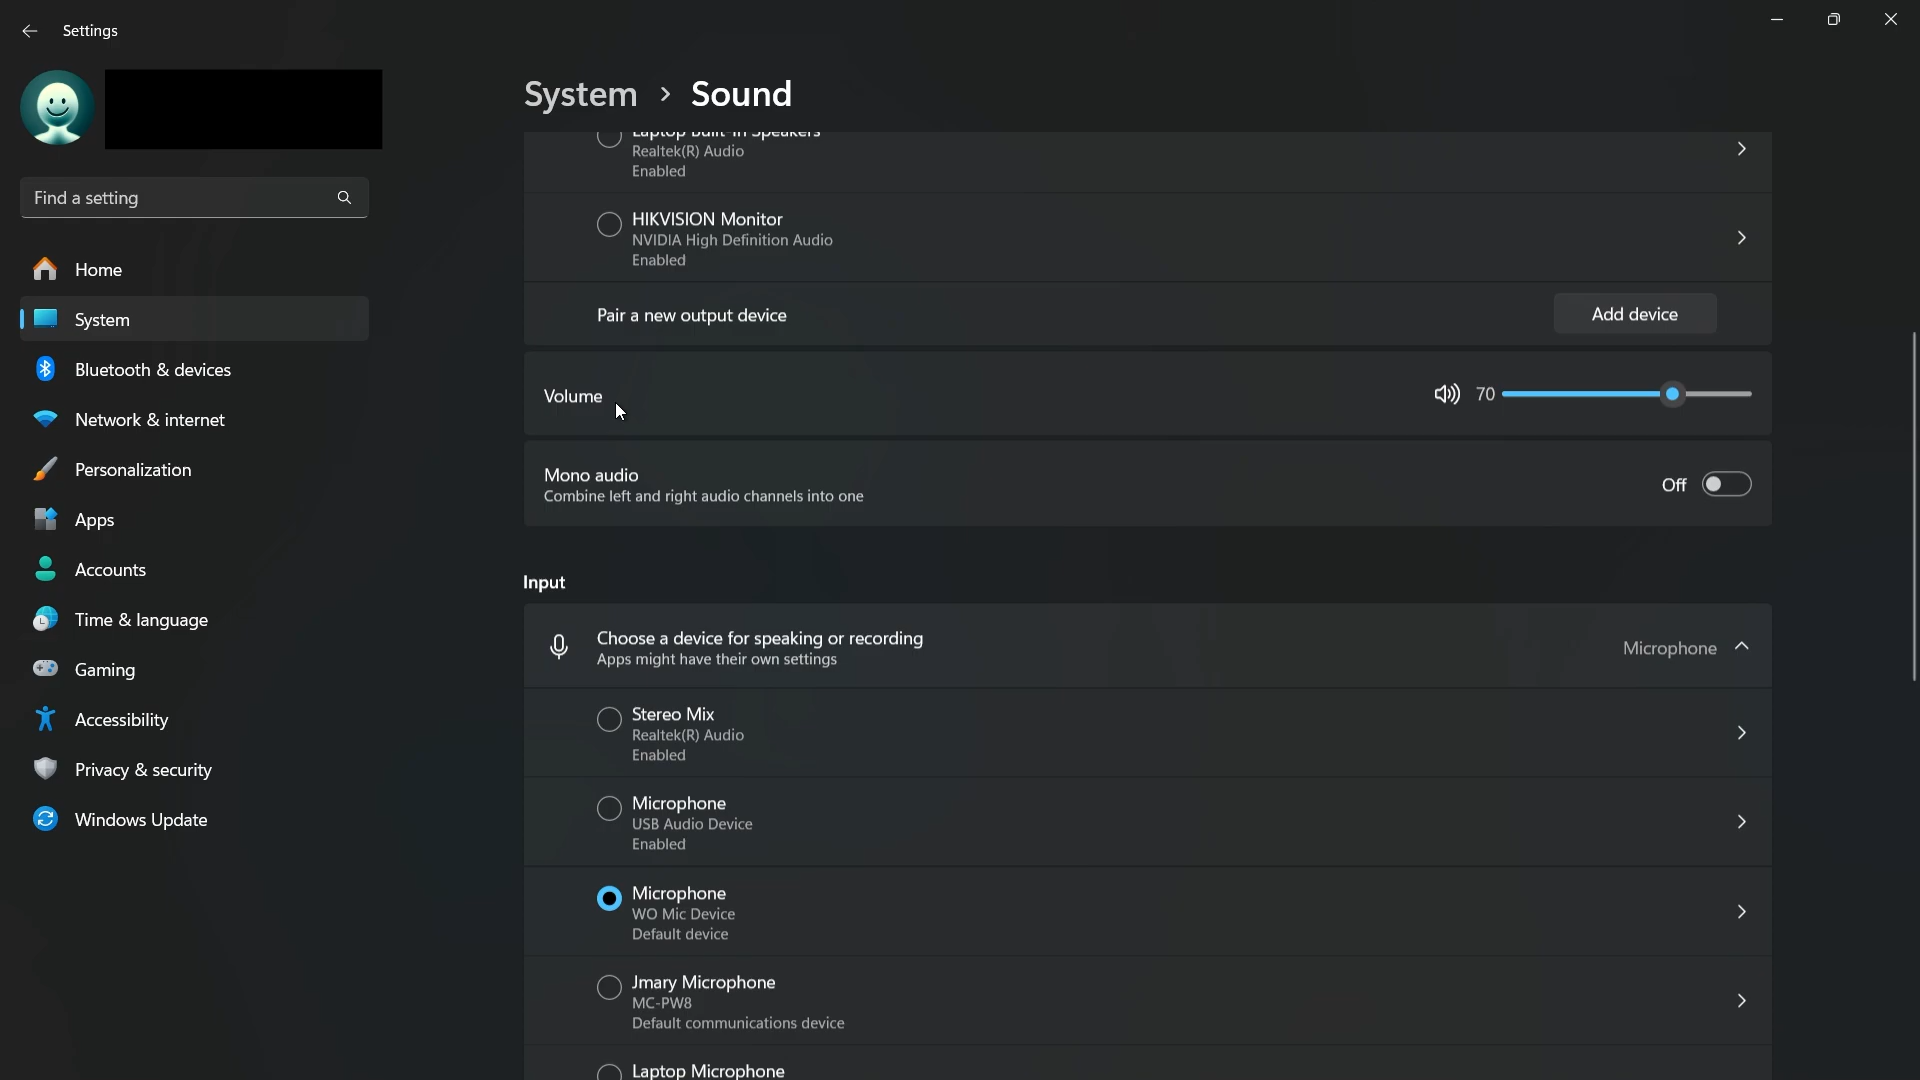 Settings
Find a setting
Home
System
Bluetooth & devices
Network & internet
Personalization
Apps
Accounts
Time & language
Gaming
Accessibility
Privacy & security
Windows Update
System > Sound
Laptop Built-In Speakers
Realtek(R) Audio
Enabled
HIKVISION Monitor
NVIDIA High Definition Audio
Enabled
Pair a new output device
Add device
Volume
70
Mono audio
Combine left and right audio channels into one
Off
Input
Choose a device for speaking or recording
Apps might have their own settings
Microphone
Stereo Mix
Realtek(R) Audio
Enabled
Microphone
USB Audio Device
Enabled
Microphone
WO Mic Device
Default device
Jmary Microphone
MC-PW8
Default communications device
Laptop Microphone